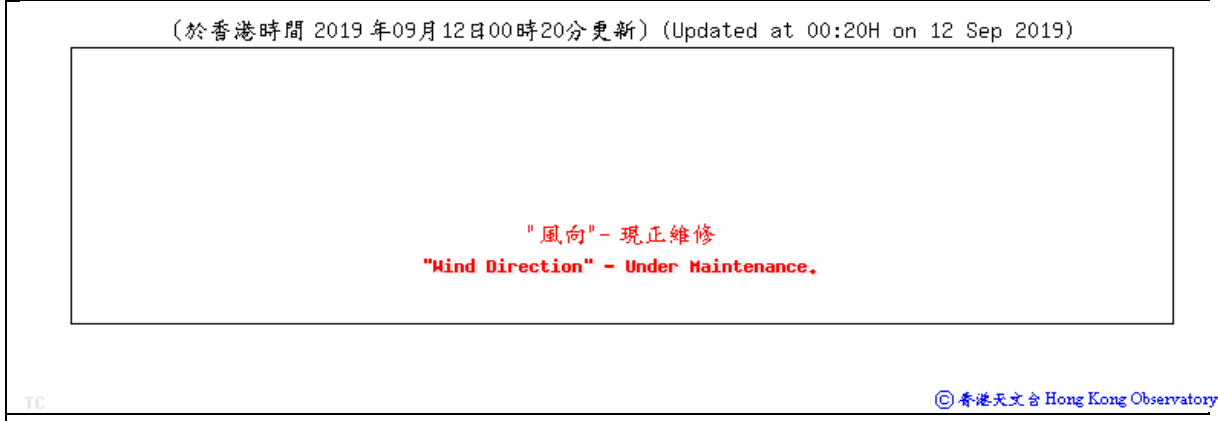 (於香港時間 2019 年09月12日00時20分更新) (Updated at 00:20H on 12 Sep 2019)
"風向"- 現正維修
"Wind Direction" - Under Maintenance.
TC
© 香港天文台 Hong Kong Observatory